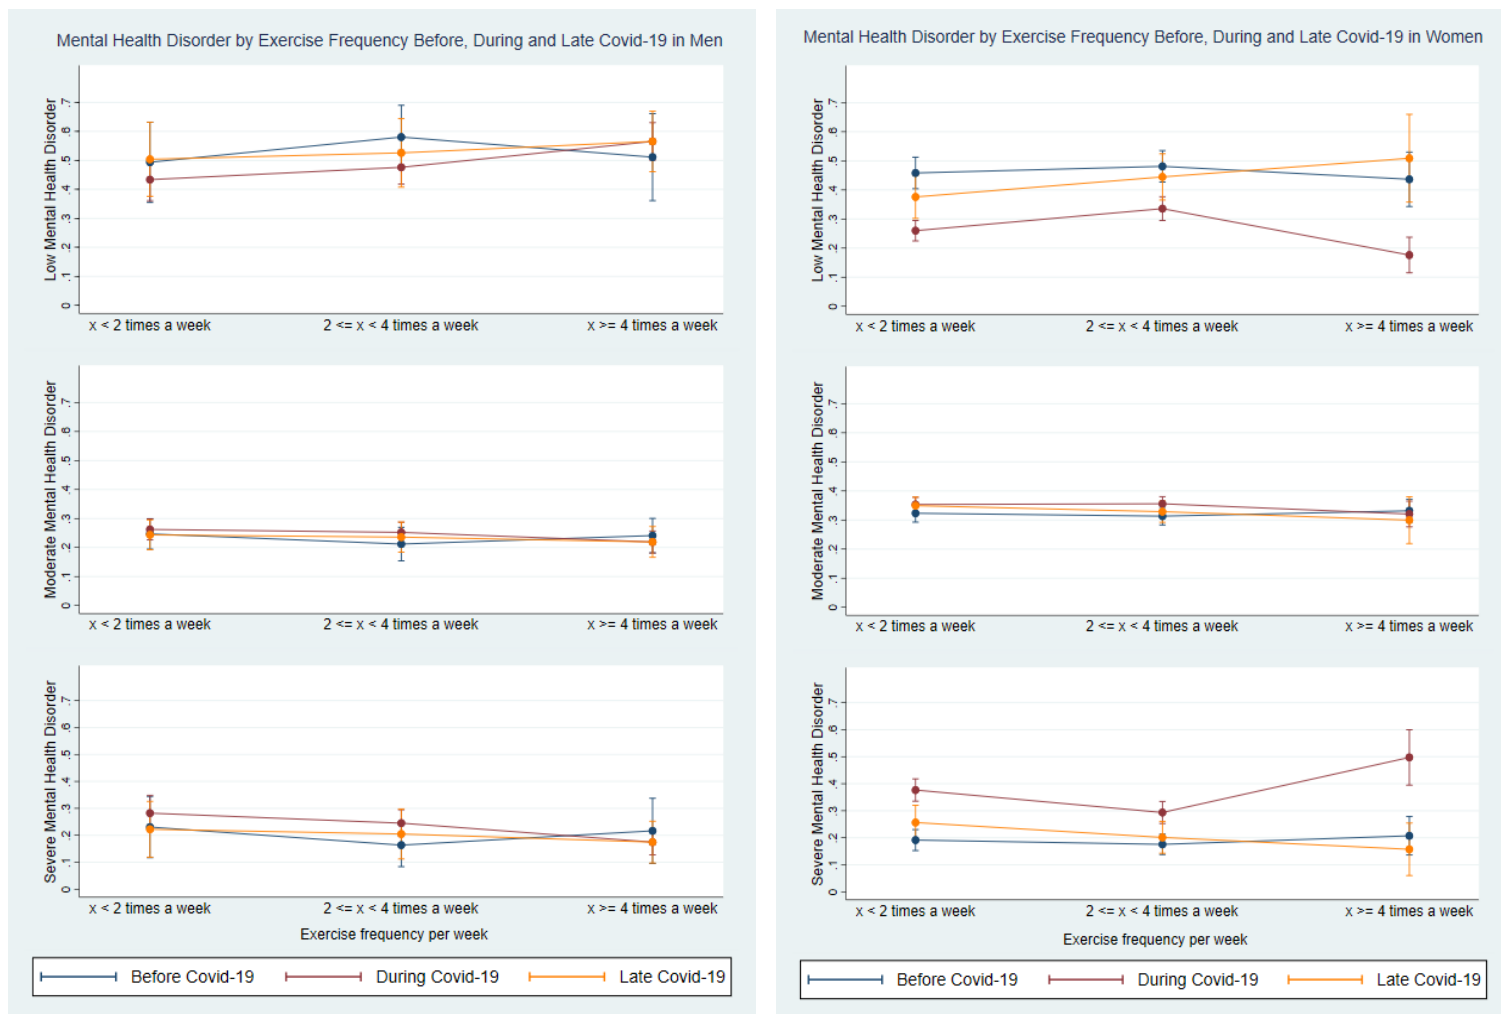 Mental Health Disorder by Exercise Frequency Before, During and Late Covid-19 in Men
Low Mental Health Disorder
.7
.6
.5
.4
.3
.2
.1
0
x < 2 times a week
2 <= x < 4 times a week
x >= 4 times a week
Moderate Mental Health Disorder
.7
.6
.5
.4
.3
.2
.1
0
x < 2 times a week
2 <= x < 4 times a week
x >= 4 times a week
Severe Mental Health Disorder
.7
.6
.5
.4
.3
.2
.1
0
x < 2 times a week
2 <= x < 4 times a week
x >= 4 times a week
Exercise frequency per week
Before Covid-19
During Covid-19
Late Covid-19
Mental Health Disorder by Exercise Frequency Before, During and Late Covid-19 in Women
Low Mental Health Disorder
.7
.6
.5
.4
.3
.2
.1
0
x < 2 times a week
2 <= x < 4 times a week
x >= 4 times a week
Moderate Mental Health Disorder
.7
.6
.5
.4
.3
.2
.1
0
x < 2 times a week
2 <= x < 4 times a week
x >= 4 times a week
Severe Mental Health Disorder
.7
.6
.5
.4
.3
.2
.1
0
x < 2 times a week
2 <= x < 4 times a week
x >= 4 times a week
Exercise frequency per week
Before Covid-19
During Covid-19
Late Covid-19